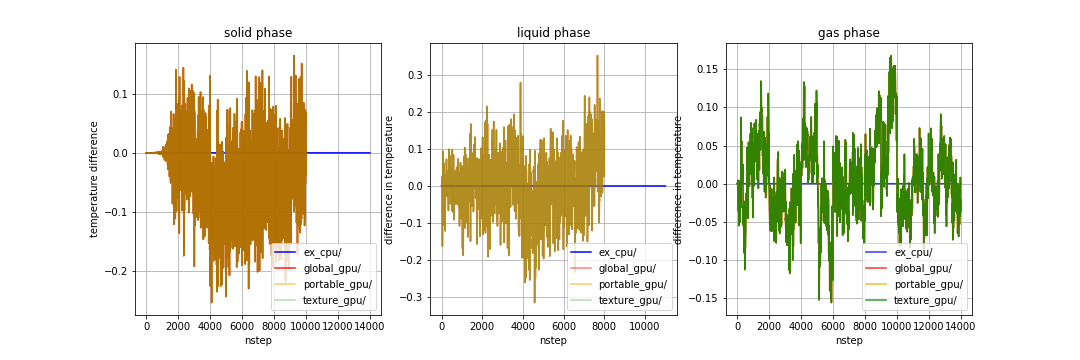 solid phase
temperature difference
0.1
0.0
−0.1
−0.2
0 2000 4000 6000 8000 10000 12000 14000
nstep
ex_cpu/
global_gpu/
portable_gpu/
texture_gpu/
liquid phase
difference in temperature
0.3
0.2
0.1
0.0
−0.1
−0.2
−0.3
0 2000 4000 6000 8000 10000
nstep
ex_cpu/
global_gpu/
portable_gpu/
texture_gpu/
gas phase
difference in temperature
0.15
0.10
0.05
0.00
−0.05
−0.10
−0.15
0 2000 4000 6000 8000 10000 12000 14000
nstep
ex_cpu/
global_gpu/
portable_gpu/
texture_gpu/